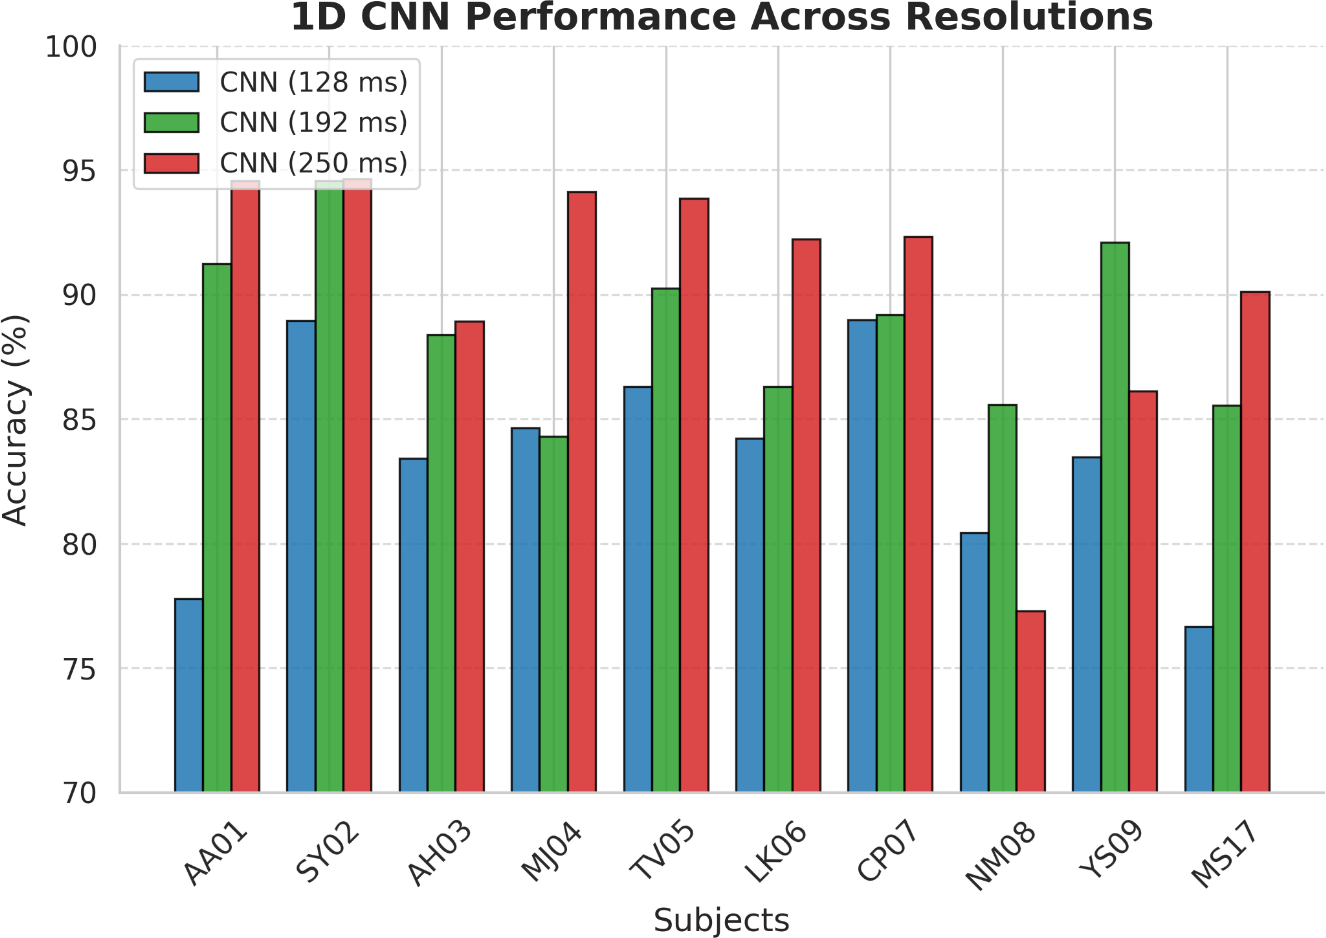 1D CNN Performance Across Resolutions
100
95
90
85
80
75
70
Accuracy (%)
CNN (128 ms)
CNN (192 ms)
CNN (250 ms)
AA01
SY02
AH03
MJ04
TV05
LK06
CP07
NM08
YS09
MS17
Subjects